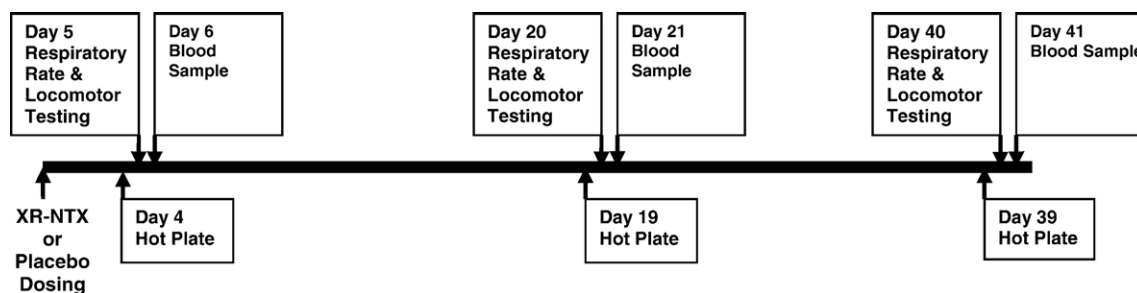 Day 5
Respiratory
Rate &
Locomotor
Testing
Day 6
Blood
Sample
Day 20
Respiratory
Rate &
Locomotor
Testing
Day 21
Blood
Sample
Day 40
Respiratory
Rate &
Locomotor
Testing
Day 41
Blood Sample
XR-NTX
or
Placebo
Dosing
Day 4
Hot Plate
Day 19
Hot Plate
Day 39
Hot Plate